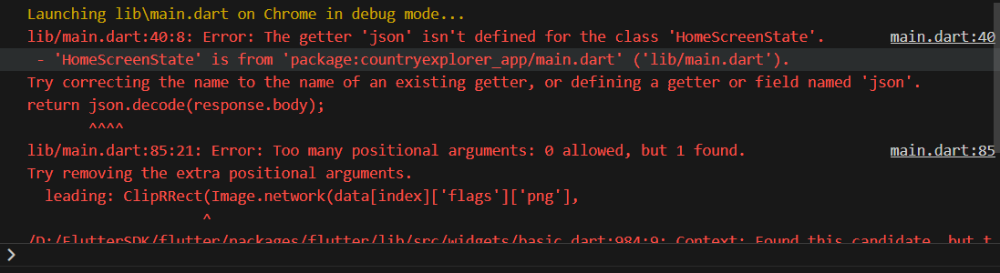 Launching lib\main.dart on Chrome in debug mode...
lib/main.dart:40:8: Error: The getter 'json' isn't defined for the class 'HomeScreenState'. main.dart:40
- 'HomeScreenState' is from 'package:countryexplorer_app/main.dart' ('lib/main.dart').
Try correcting the name to the name of an existing getter, or defining a getter or field named 'json'.
return json.decode(response.body);
^^^^
lib/main.dart:85:21: Error: Too many positional arguments: 0 allowed, but 1 found. main.dart:85
Try removing the extra positional arguments.
leading: ClipRRect(Image.network(data[index]['flags']['png'],
^
/D:/FlutterSDK/flutter/packages/flutter/lib/src/widgets/basic.dart:984:9: Context: Found this candidate, but t
>